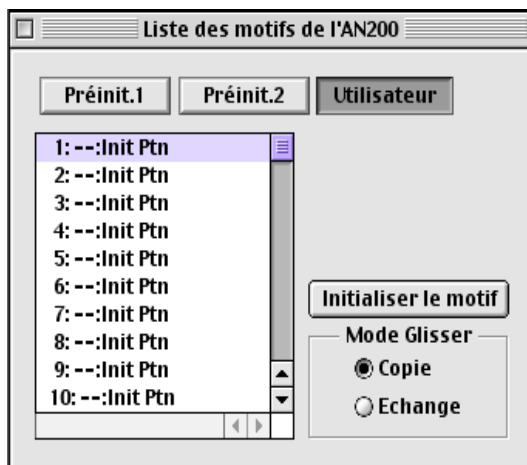 Liste des motifs de l'AN200
Préinit.1 Préinit.2 Utilisateur
1: --:Init Ptn
2: --:Init Ptn
3: --:Init Ptn
4: --:Init Ptn
5: --:Init Ptn
6: --:Init Ptn
7: --:Init Ptn
8: --:Init Ptn
9: --:Init Ptn
10: --:Init Ptn
Initialiser le motif
Mode Glisser
Copie
Echange